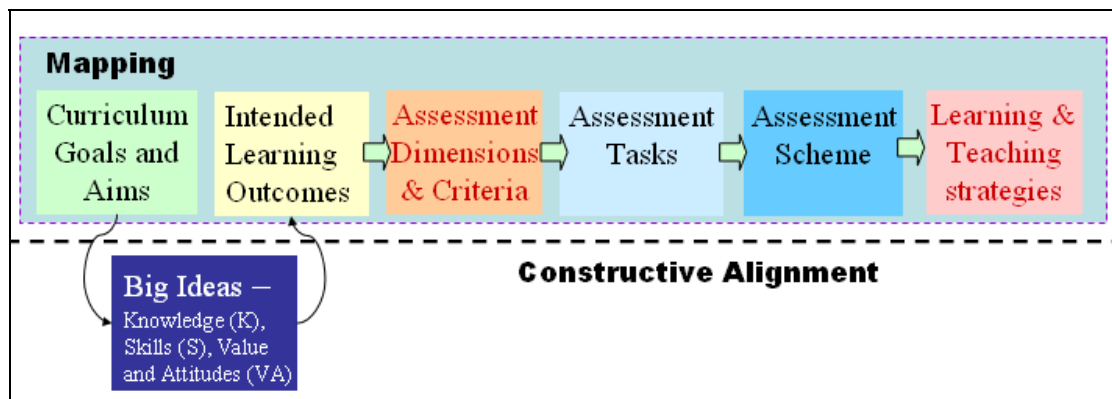 Mapping
Curriculum
Goals and
Aims
Intended
Learning
Outcomes
Assessment
Dimensions
& Criteria
Assessment
Tasks
Assessment
Scheme
Learning &
Teaching
strategies
Constructive Alignment
Big Ideas –
Knowledge (K),
Skills (S), Value
and Attitudes (VA)